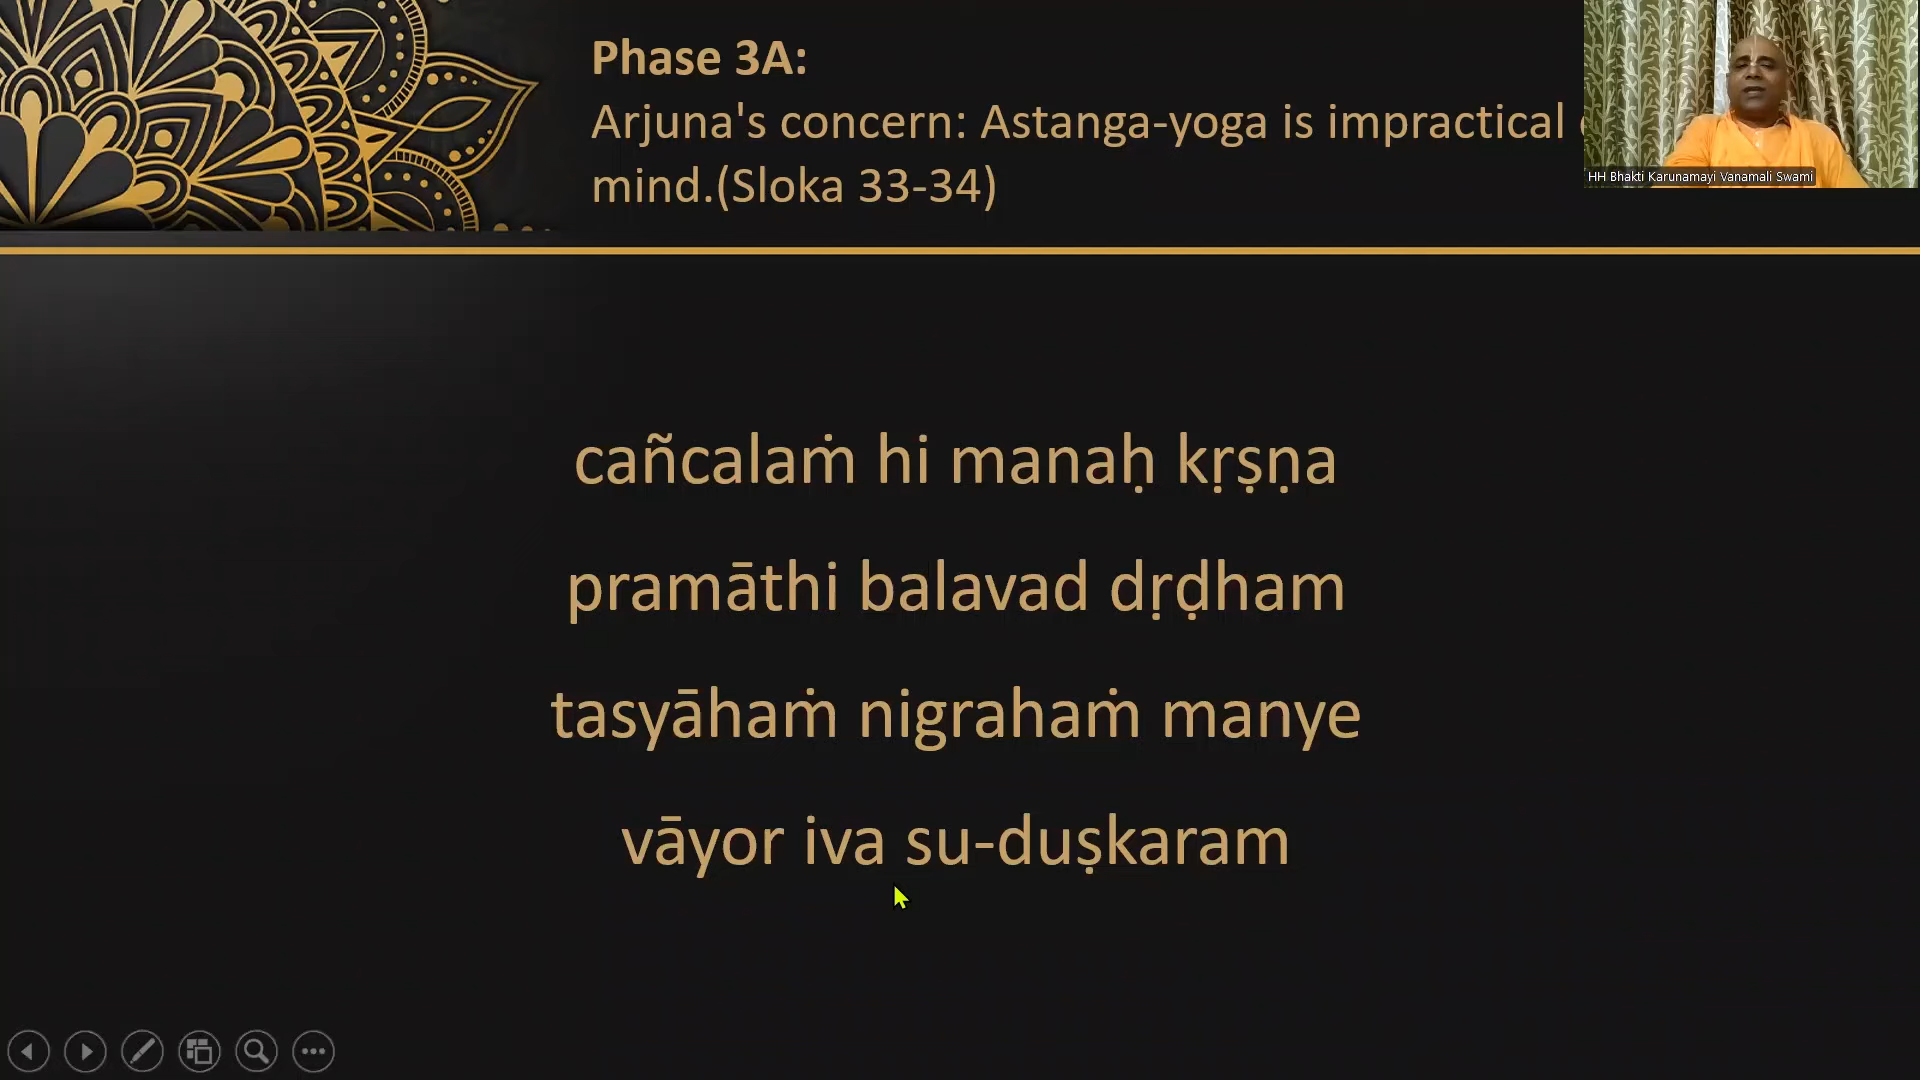 Phase 3A:
Arjuna's concern: Astanga-yoga is impractical
mind.(Sloka 33-34)
HH Bhakti Karunamayi Vanamali Swami
cañcalaṁ hi manaḥ kṛṣṇa
pramāthi balavad dṛḍham
tasyāhaṁ nigrahaṁ manye
vāyor iva su-duṣkaram